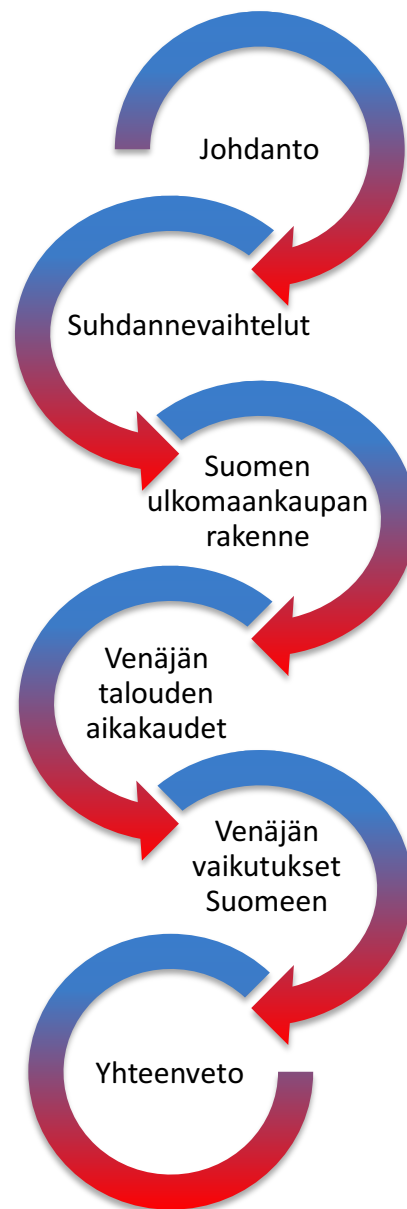 Johdanto
Suhdannevaihtelut
Suomen
ulkomaankaupan
rakenne
Venäjän
talouden
aikakaudet
Venäjän
vaikutukset
Suomeen
Yhteenveto